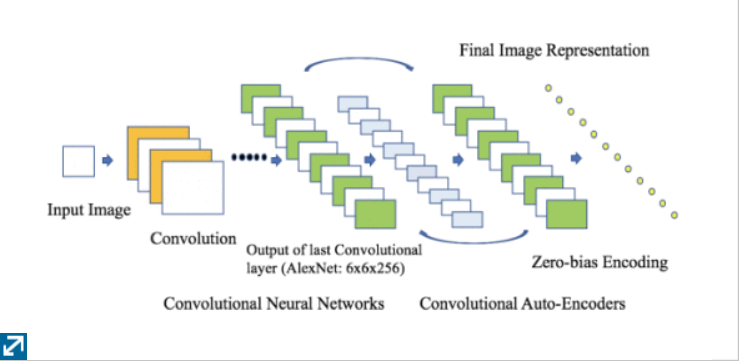 Final Image Representation
Input Image
Convolution
Output of last Convolutional
layer (AlexNet: 6x6x256)
Zero-bias Encoding
Convolutional Neural Networks
Convolutional Auto-Encoders